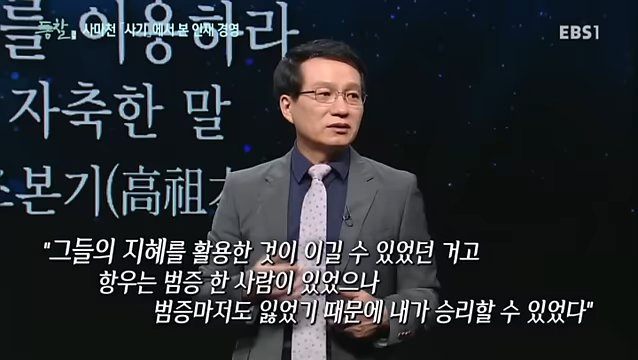 통찰 사마천 「사기」에서 본 인재 경영
EBS1
를 이용하라
자축한 말
본기(高祖
"그들의 지혜를 활용한 것이 이길 수 있었던 거고
항우는 범증 한 사람이 있었으나
범증마저도 잃었기 때문에 내가 승리할 수 있었다"